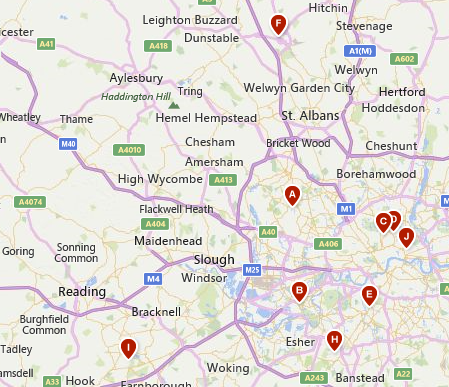 Hitchin
F
Leighton Buzzard
Stevenage
Dunstable
A41
A418
A1(M)
A602
Welwyn
Aylesbury
Tring
Welwyn Garden City
Hertford
Haddington Hill
Hoddesdon
Thame
Hemel Hempstead
St. Albans
M40
A4010
Chesham
Bricket Wood
Cheshunt
Amersham
Borehamwood
High Wycombe
A413
A
A4074
Flackwell Heath
M1
A404
A40
C
Maidenhead
A406
J
Goring
Sonning
Common
Slough
M25
M4
Windsor
Reading
B
E
Bracknell
Burghfield
Common
Esher
H
Tadley
I
Woking
A33
Hook
A243
Banstead
A22